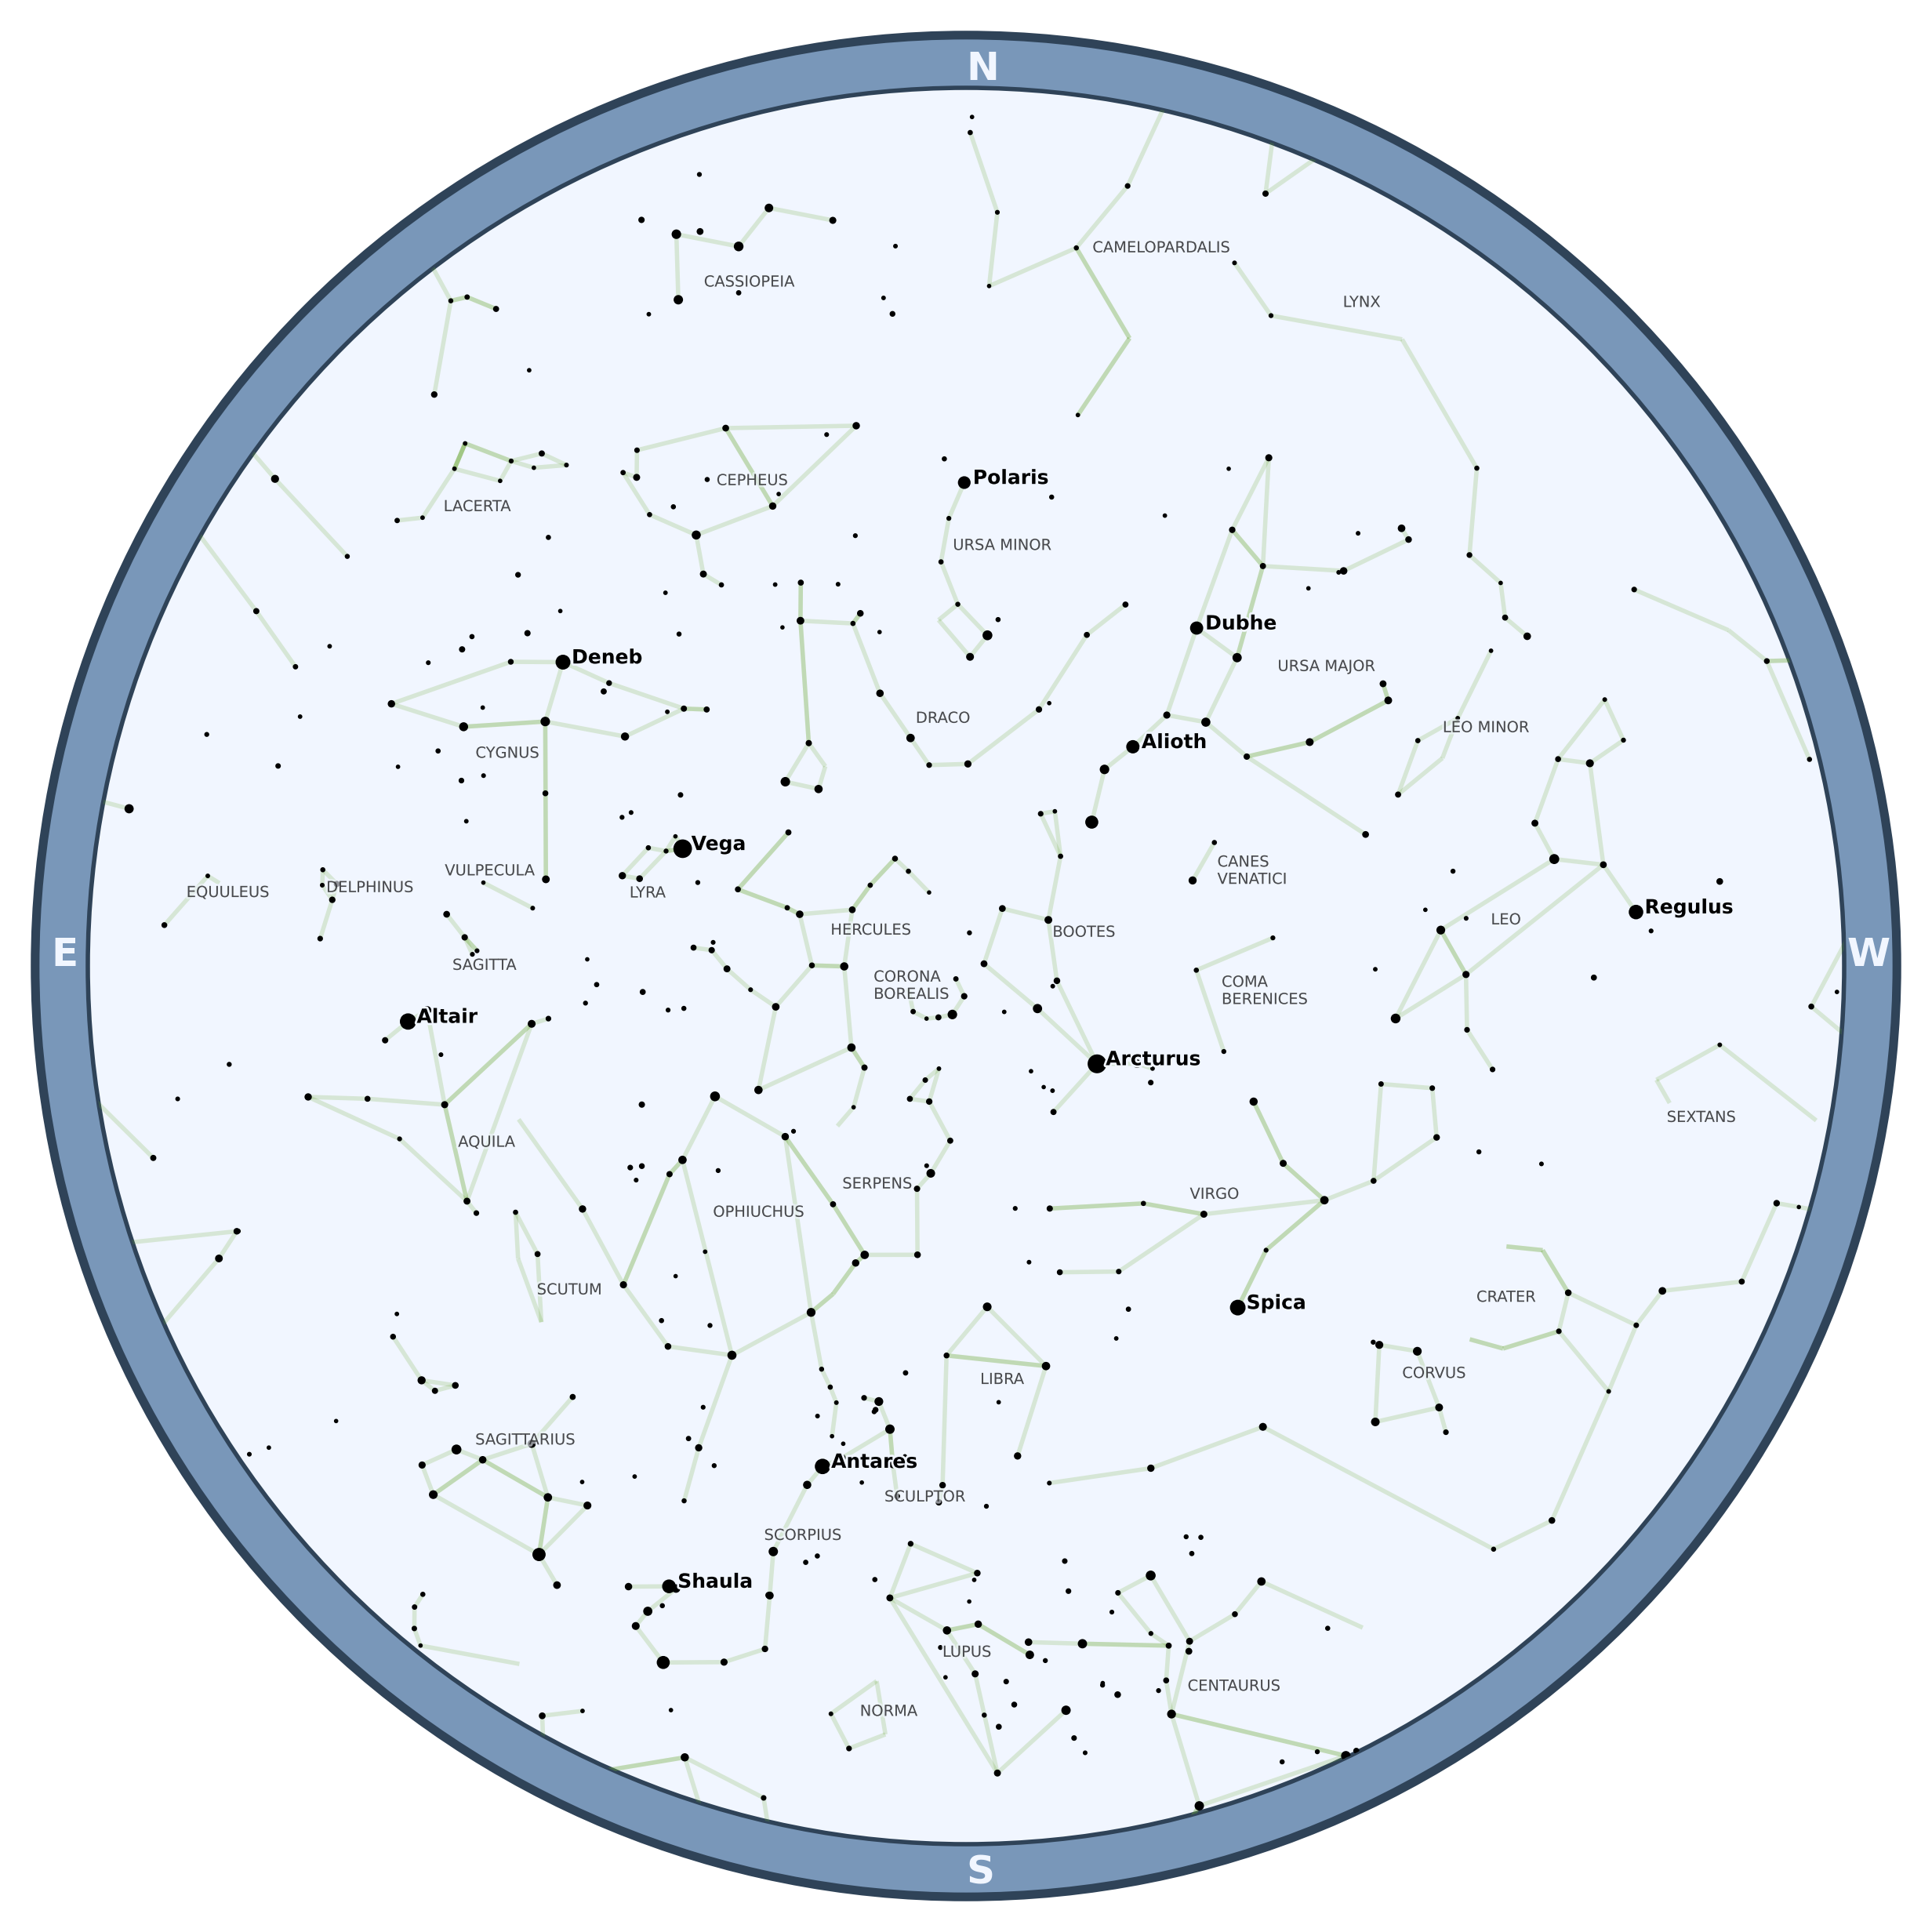 N
CAMELOPARDALIS
CASSIOPEIA
LYNX
Polaris
CEPHEUS
LACERTA
URSA MINOR
Dubhe
Deneb
URSA MAJOR
DRACO
LEO MINOR
Alioth
CYGNUS
Vega
CANES
VENATICI
VULPECULA
DELPHINUS
EQUULEUS
LYRA
Regulus
LEO
HERCULES
BOOTES
E
W
SAGITTA
CORONA
BOREALIS
COMA
BERENICES
Altair
Arcturus
SEXTANS
AQUILA
SERPENS
VIRGO
OPHIUCHUS
SCUTUM
CRATER
Spica
LIBRA
CORVUS
SAGITTARIUS
Antares
SCULPTOR
SCORPIUS
Shaula
LUPUS
CENTAURUS
NORMA
S